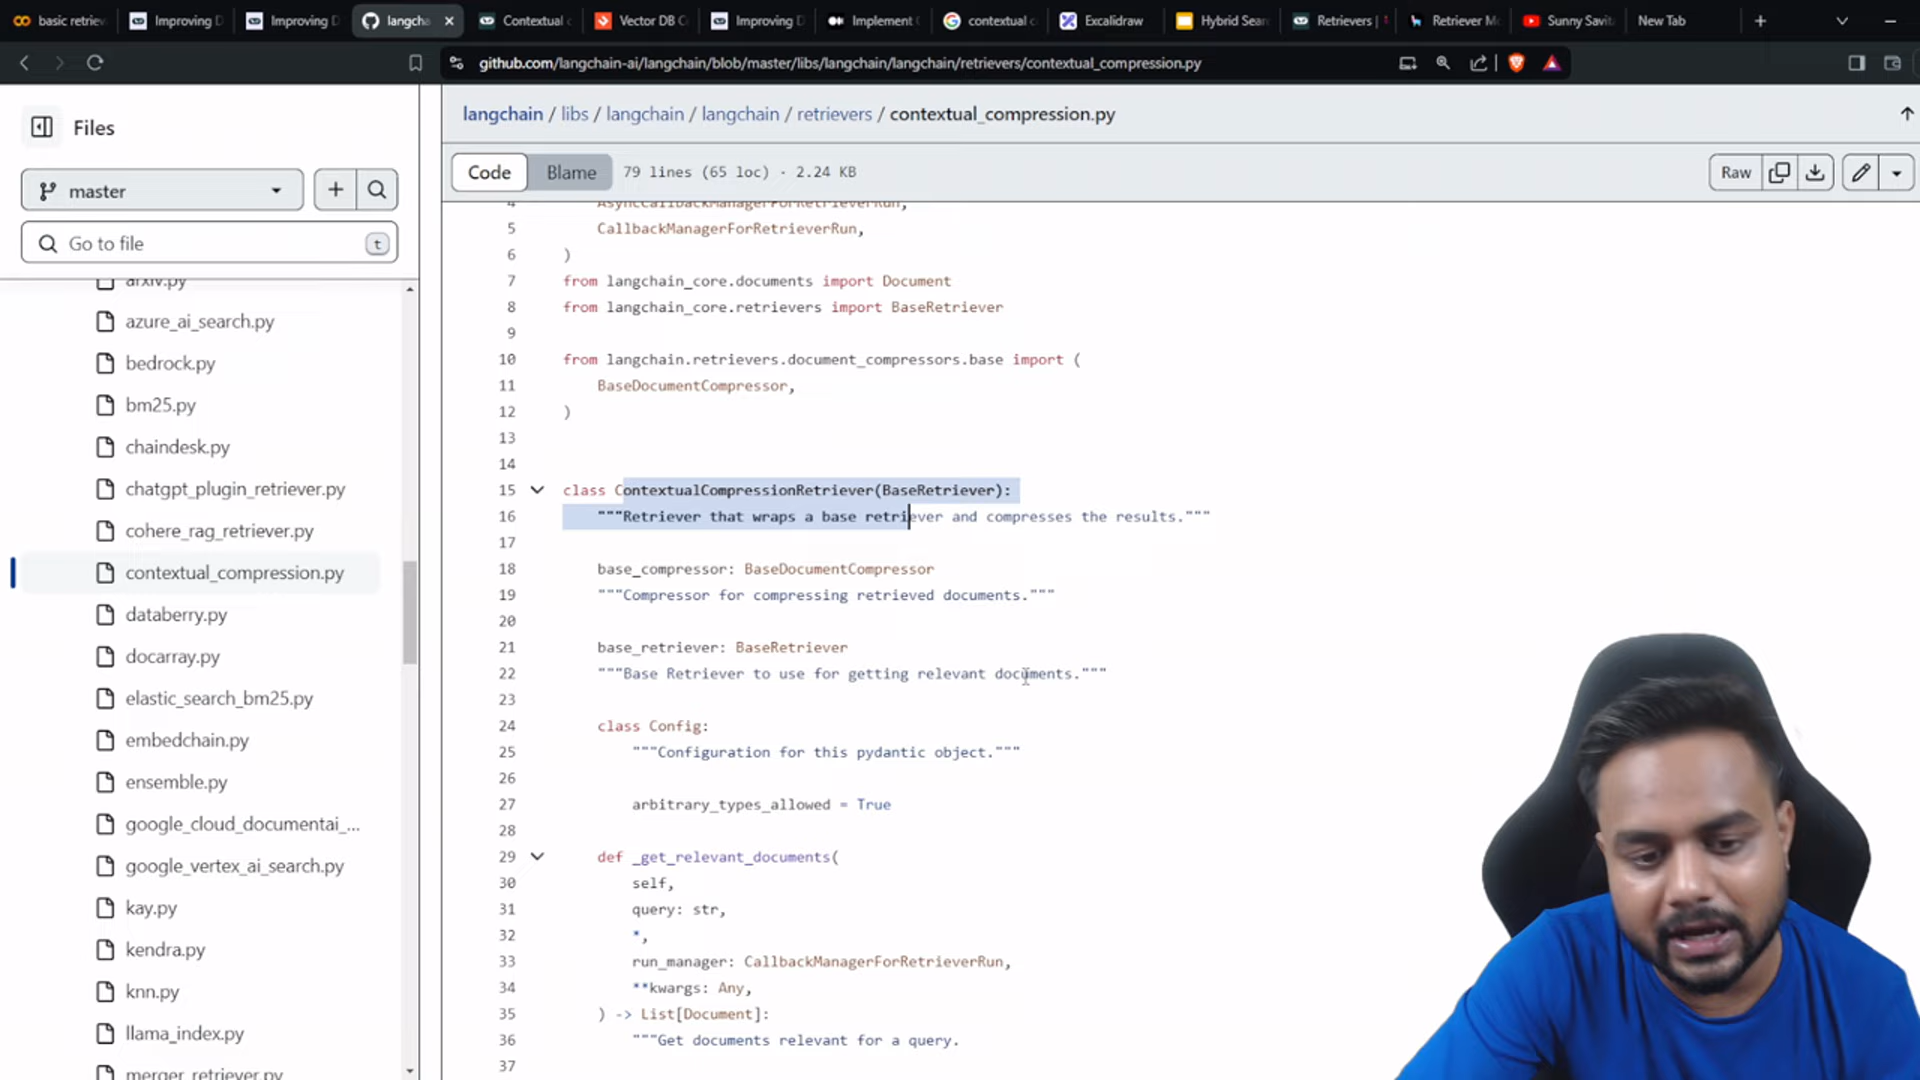 basic retriev
Improving D
Improving D
langcha
Contextual c
Vector DB C
Improving D
Implement
contextual c
Excalidraw
Hybrid Sear
Retrievers |
Retriever M
Sunny Savit
New Tab
github.com/langchain-ai/langchain/blob/master/libs/langchain/langchain/retrievers/contextual_compression.py
Files
langchain / libs / langchain / langchain / retrievers / contextual_compression.py
Code Blame 79 lines (65 loc) · 2.24 KB
Raw
master
Go to file
t
arxiv.py
azure_ai_search.py
bedrock.py
bm25.py
chaindesk.py
chatgpt_plugin_retriever.py
cohere_rag_retriever.py
contextual_compression.py
databerry.py
docarray.py
elastic_search_bm25.py
embedchain.py
ensemble.py
google_cloud_documentai_...
google_vertex_ai_search.py
kay.py
kendra.py
knn.py
llama_index.py
merger_retriever.py
4 AsyncCallbackManagerForRetrieverRun,
5 CallbackManagerForRetrieverRun,
6 )
7 from langchain_core.documents import Document
8 from langchain_core.retrievers import BaseRetriever
9
10 from langchain.retrievers.document_compressors.base import (
11 BaseDocumentCompressor,
12 )
13
14
15 class ContextualCompressionRetriever(BaseRetriever):
16 """Retriever that wraps a base retriever and compresses the results."""
17
18 base_compressor: BaseDocumentCompressor
19 """Compressor for compressing retrieved documents."""
20
21 base_retriever: BaseRetriever
22 """Base Retriever to use for getting relevant documents."""
23
24 class Config:
25 """Configuration for this pydantic object."""
26
27 arbitrary_types_allowed = True
28
29 def _get_relevant_documents(
30 self,
31 query: str,
32 *,
33 run_manager: CallbackManagerForRetrieverRun,
34 **kwargs: Any,
35 ) -> List[Document]:
36 """Get documents relevant for a query.
37